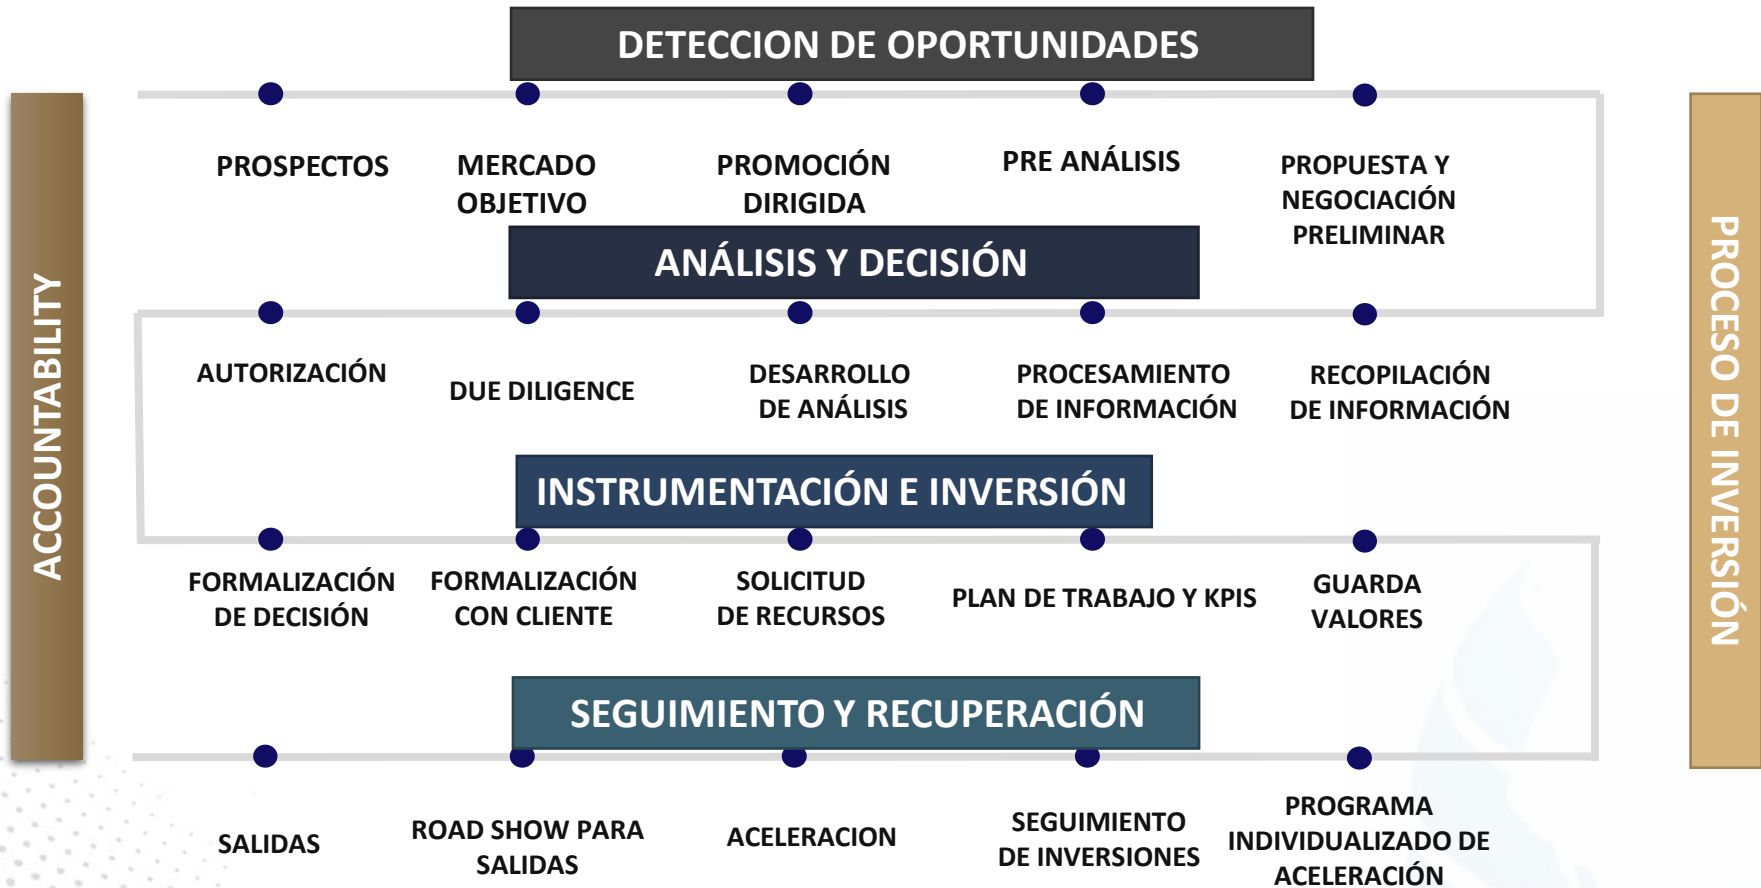 DETECCION DE OPORTUNIDADES
ACCOUNTABILITY
PROCESO DE INVERSIÓN
PROSPECTOS
MERCADO
OBJETIVO
PROMOCIÓN
DIRIGIDA
PRE ANÁLISIS
PROPUESTA Y
NEGOCIACIÓN
PRELIMINAR
ANÁLISIS Y DECISIÓN
AUTORIZACIÓN
DUE DILIGENCE
DESARROLLO
DE ANÁLISIS
PROCESAMIENTO
DE INFORMACIÓN
RECOPILACIÓN
DE INFORMACIÓN
INSTRUMENTACIÓN E INVERSIÓN
FORMALIZACIÓN
DE DECISIÓN
FORMALIZACIÓN
CON CLIENTE
SOLICITUD
DE RECURSOS
PLAN DE TRABAJO Y KPIS
GUARDA
VALORES
SEGUIMIENTO Y RECUPERACIÓN
SALIDAS
ROAD SHOW PARA
SALIDAS
ACELERACION
SEGUIMIENTO
DE INVERSIONES
PROGRAMA
INDIVIDUALIZADO DE
ACELERACIÓN